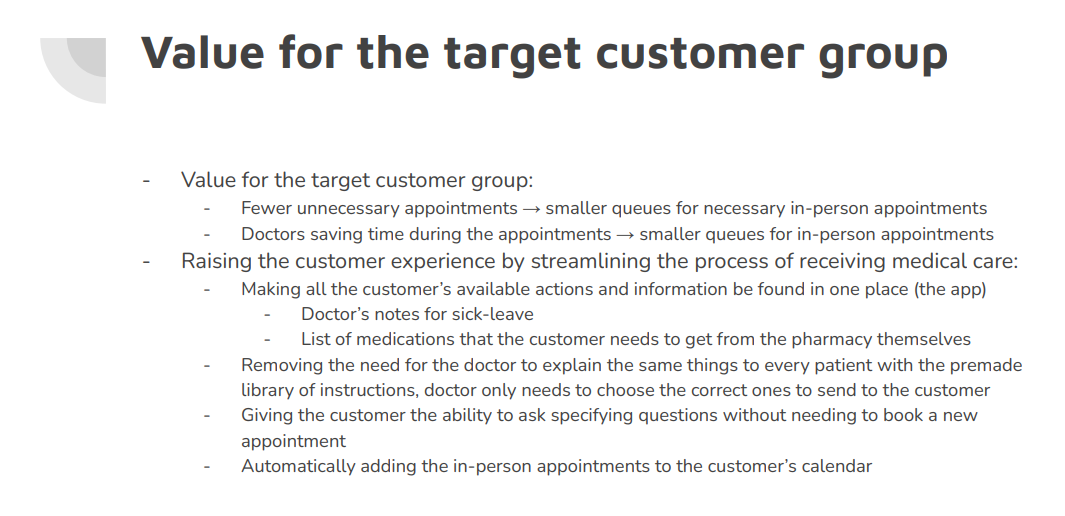 Value for the target customer group
- Value for the target customer group:
- Fewer unnecessary appointments → smaller queues for necessary in-person appointments
- Doctors saving time during the appointments → smaller queues for in-person appointments
- Raising the customer experience by streamlining the process of receiving medical care:
- Making all the customer’s available actions and information be found in one place (the app)
- Doctor’s notes for sick-leave
- List of medications that the customer needs to get from the pharmacy themselves
- Removing the need for the doctor to explain the same things to every patient with the premade
library of instructions, doctor only needs to choose the correct ones to send to the customer
- Giving the customer the ability to ask specifying questions without needing to book a new
appointment
- Automatically adding the in-person appointments to the customer’s calendar